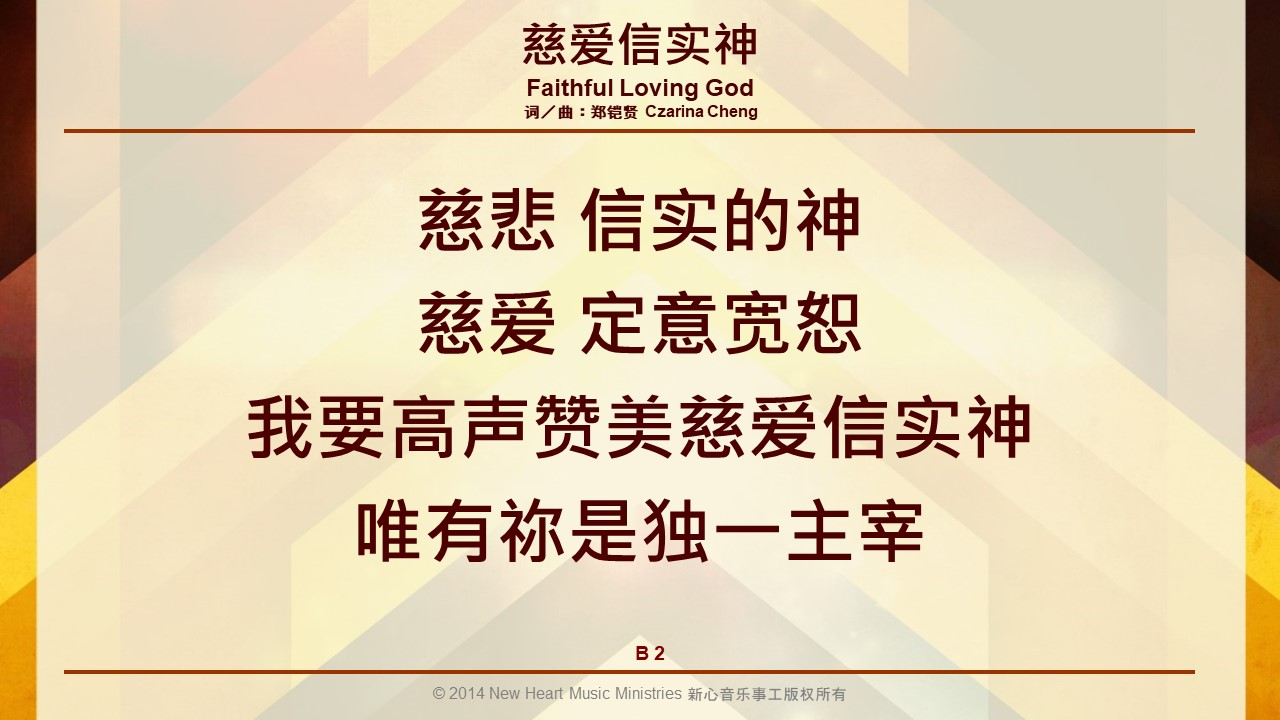 慈爱信实神
Faithful Loving God
词／曲：郑铠贤 Czarina Cheng
慈悲 信实的神
慈爱 定意宽恕
我要高声赞美慈爱信实神
唯有祢是独一主宰
B 2
© 2014 New Heart Music Ministries 新心音乐事工版权所有